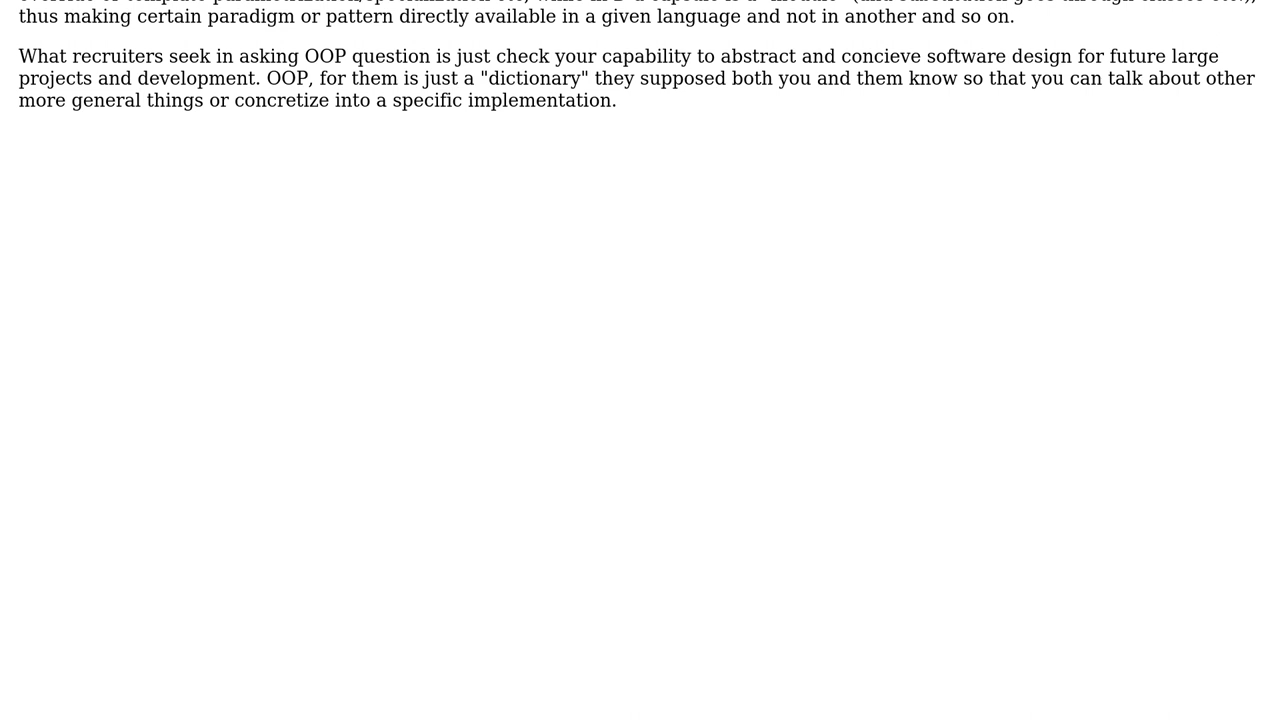 thus making certain paradigm or pattern directly available in a given language and not in another and so on.
What recruiters seek in asking OOP question is just check your capability to abstract and concieve software design for future large
projects and development. OOP, for them is just a "dictionary" they supposed both you and them know so that you can talk about other
more general things or concretize into a specific implementation.